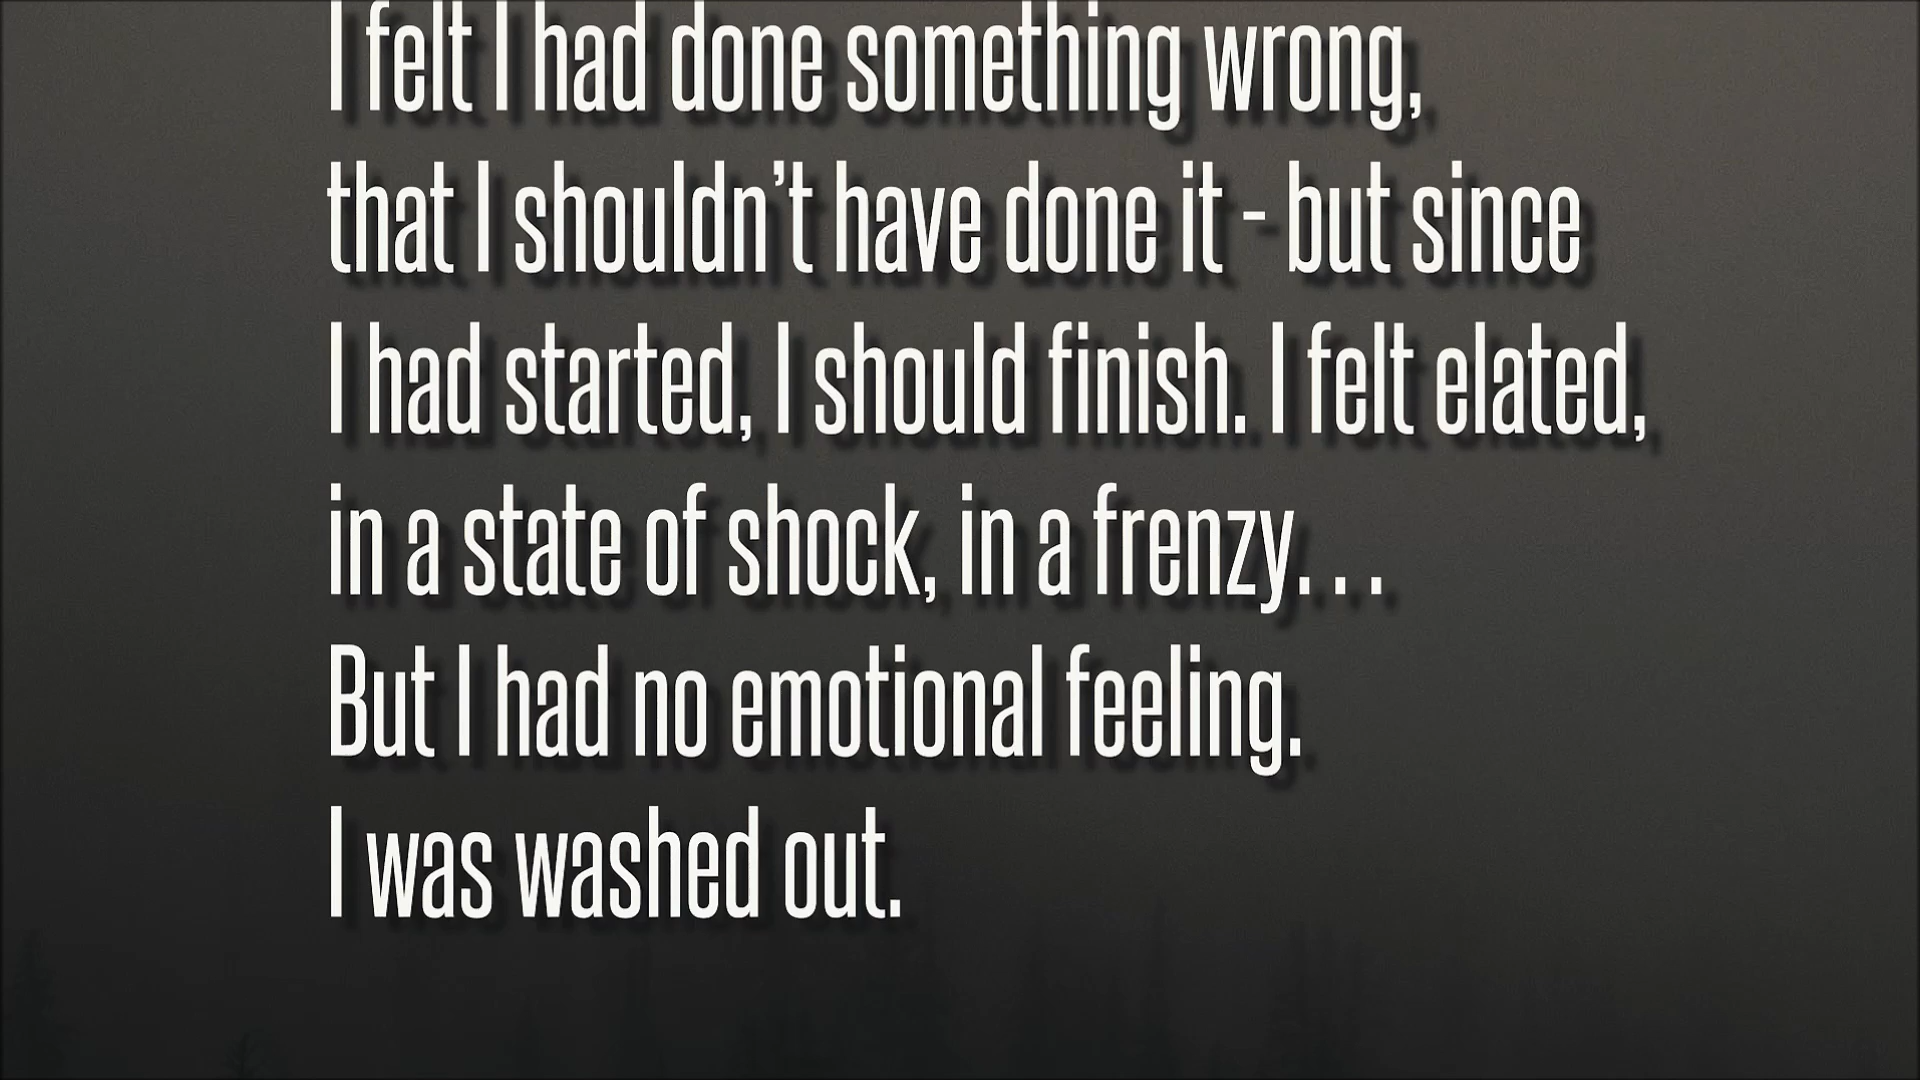 I felt I had done something wrong,
that I shouldn’t have done it - but since
I had started, I should finish. I felt elated,
in a state of shock, in a frenzy...
But I had no emotional feeling.
I was washed out.